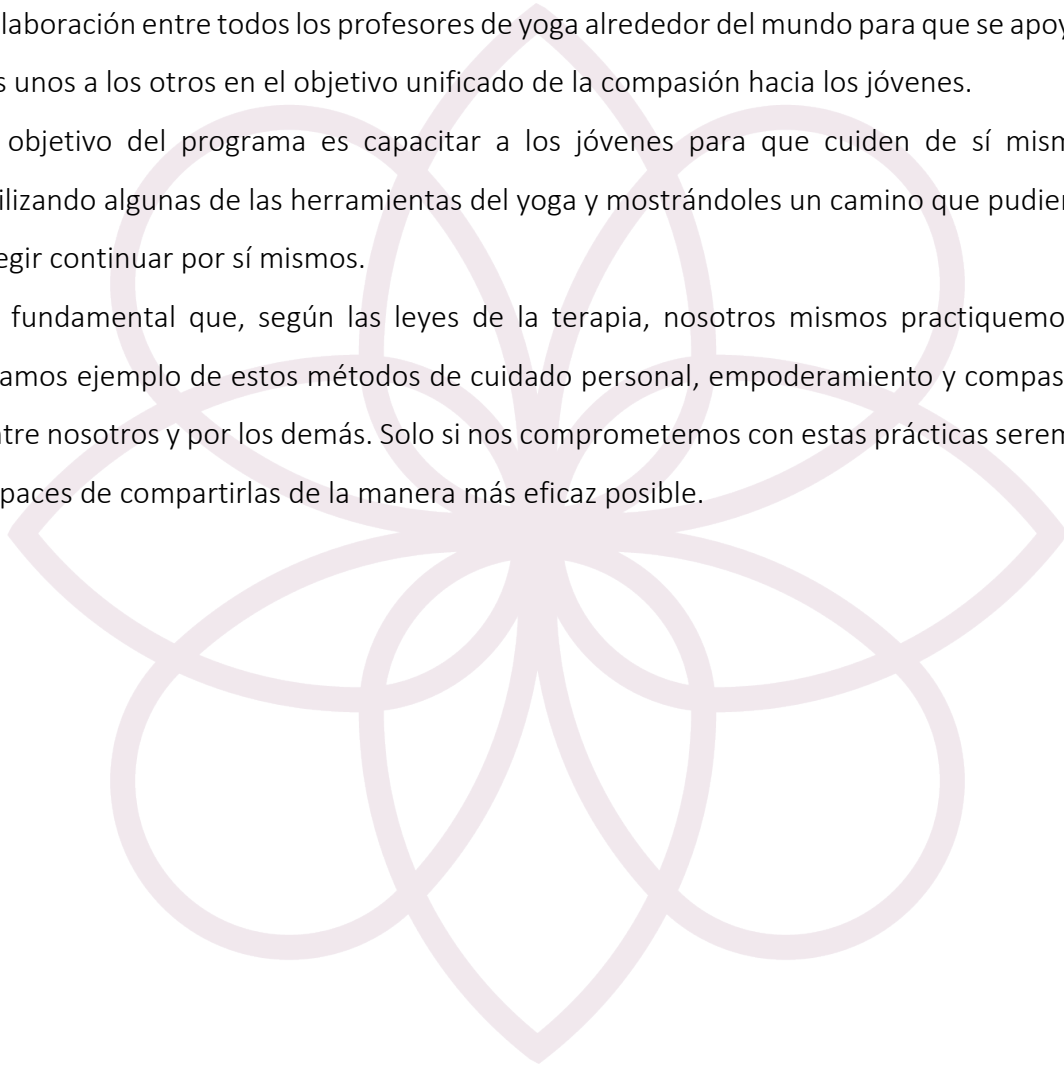 laboración entre todos los profesores de yoga alrededor del mundo para que se apoy
s unos a los otros en el objetivo unificado de la compasión hacia los jóvenes.
objetivo del programa es capacitar a los jóvenes para que cuiden de sí mism
ilizando algunas de las herramientas del yoga y mostrándoles un camino que pudier
egir continuar por sí mismos.
fundamental que, según las leyes de la terapia, nosotros mismos practiquemo
amos ejemplo de estos métodos de cuidado personal, empoderamiento y compas
ntre nosotros y por los demás. Solo si nos comprometemos con estas prácticas serem
paces de compartirlas de la manera más eficaz posible.